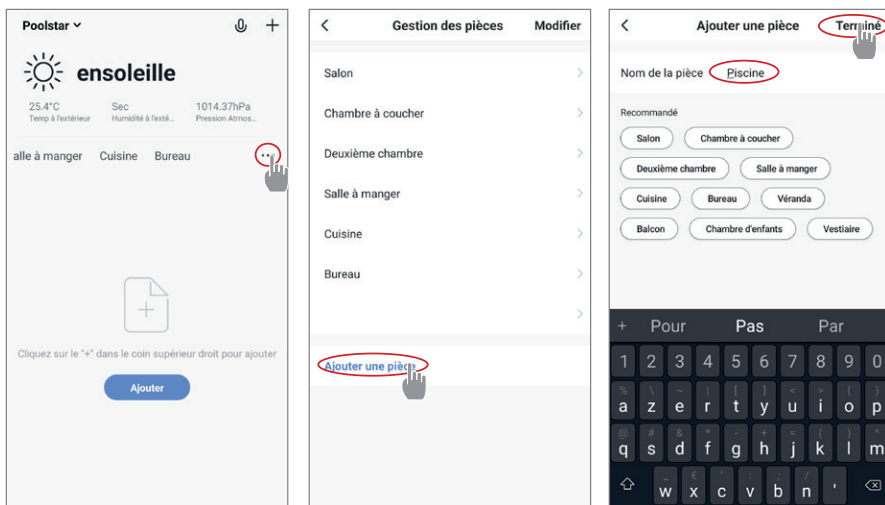 Poolstar
ensoleille
25.4°C Sec 1014.37hPa
Temp à l'extérieur Humidité à l'exté... Pression Atmos...
alle à manger Cuisine Bureau ...
Cliquez sur le "+" dans le coin supérieur droit pour ajouter
Ajouter
Gestion des pièces Modifier
Salon
Chambre à coucher
Deuxième chambre
Salle à manger
Cuisine
Bureau
Ajouter une pièce
Ajouter une pièce Terminé
Nom de la pièce Piscine
Recommandé
Salon Chambre à coucher
Deuxième chambre Salle à manger
Cuisine Bureau Véranda
Balcon Chambre d'enfants Vestiaire
+ Pour Pas Par
1 2 3 4 5 6 7 8 9 0
a z e r t y u i o p
q s d f g h j k l m
w x c v b n '